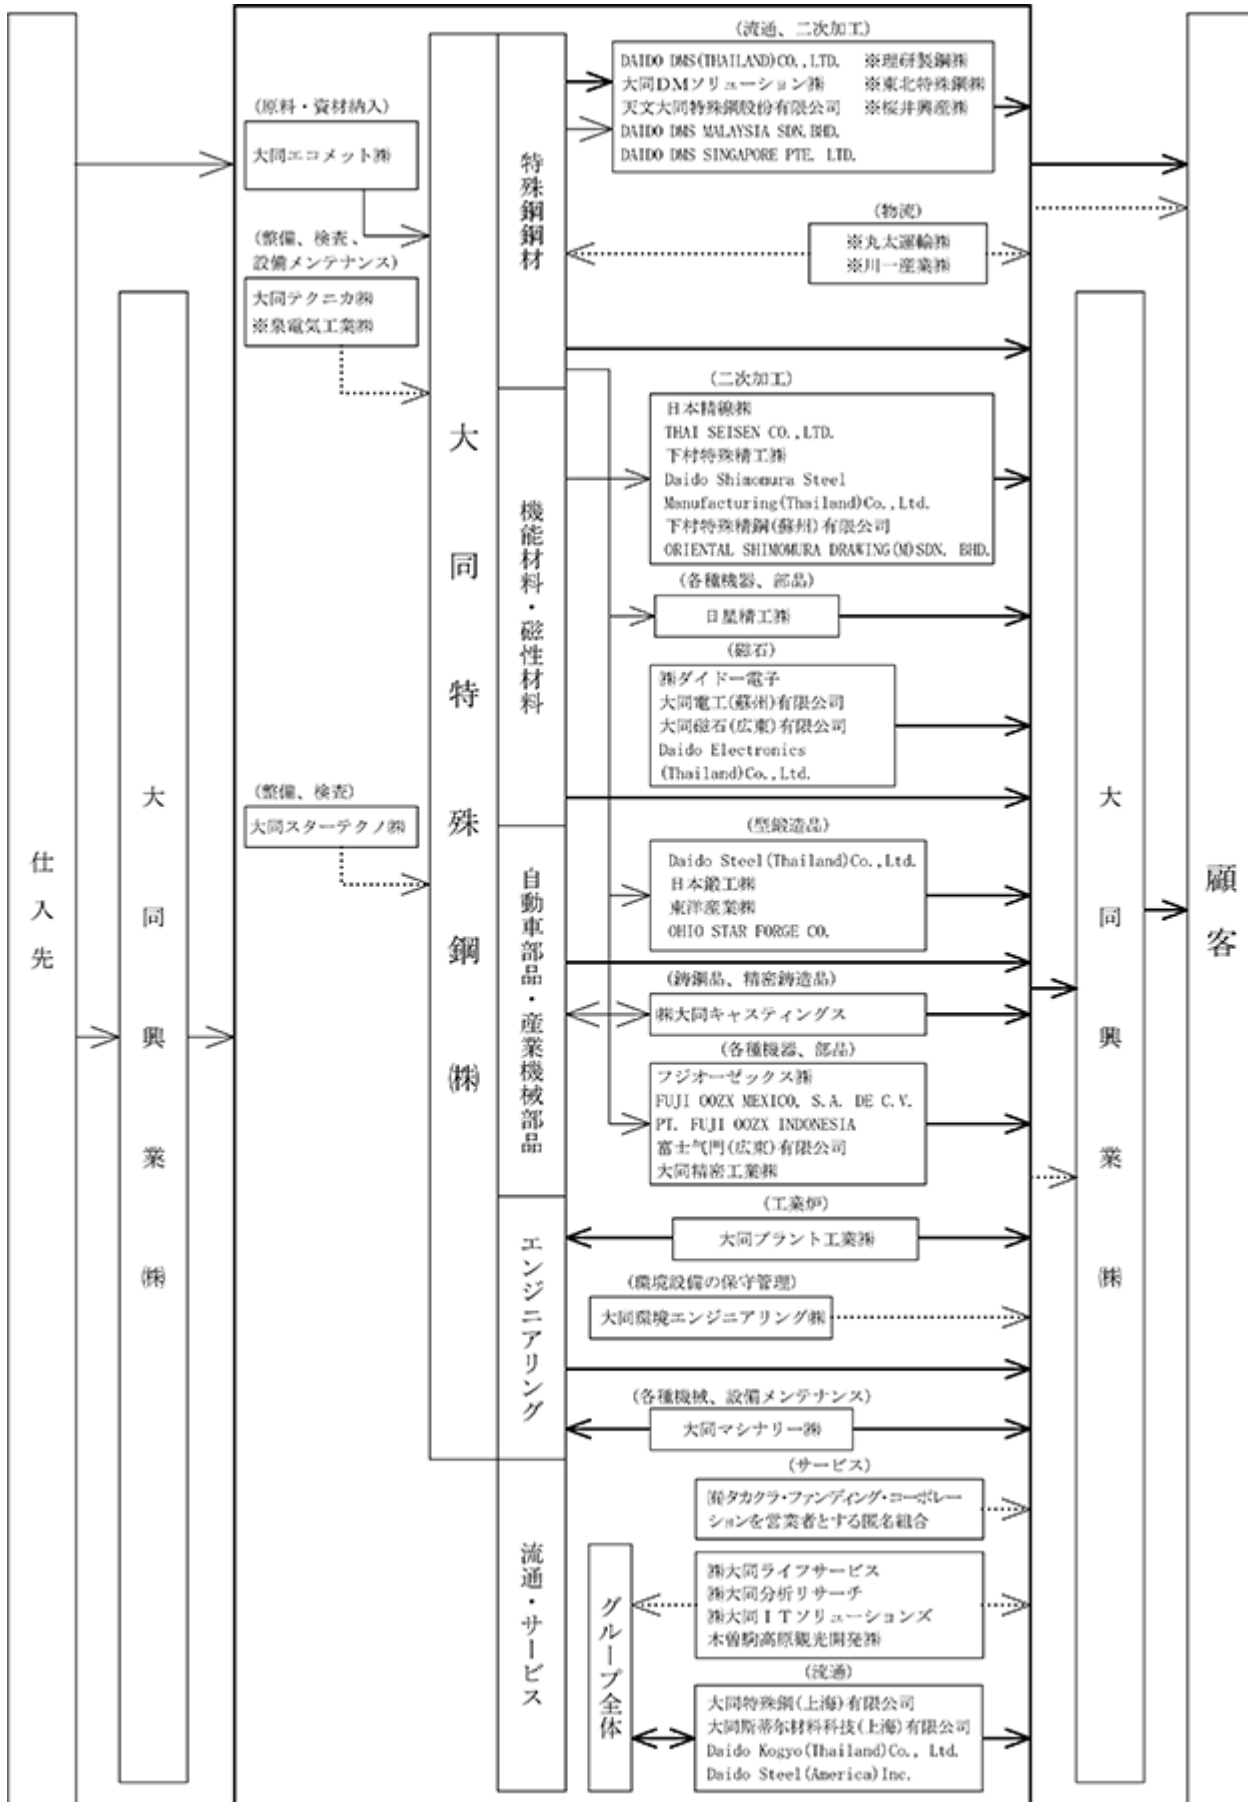 仕入先
大同興業㈱
(原料・資材納入)
大同エコメット㈱
(整備、検査、
設備メンテナンス)
大同テクニカ㈱
※泉電気工業㈱
(整備、検査)
大同スターテクノ㈱
大同特殊鋼㈱
特殊鋼鋼材
(流通、二次加工)
DAIDO DMS(THAILAND)CO.,LTD. ※理研製鋼㈱
大同DMソリューション㈱ ※東北特殊鋼㈱
天文大同特殊鋼股份有限公司 ※桜井興産㈱
DAIDO DMS MALAYSIA SDN.BHD.
DAIDO DMS SINGAPORE PTE. LTD.
(物流)
※丸太運輸㈱
※川一産業㈱
機能材料・磁性材料
(二次加工)
日本精線㈱
THAI SEISEN CO.,LTD.
下村特殊精工㈱
Daido Shimomura Steel
Manufacturing(Thailand)Co.,Ltd.
下村特殊精鋼(蘇州)有限公司
ORIENTAL SHIMOMURA DRAWING(M)SDN. BHD.
(各種機器、部品)
日星精工㈱
(磁石)
㈱ダイドー電子
大同電工(蘇州)有限公司
大同磁石(広東)有限公司
Daido Electronics
(Thailand)Co.,Ltd.
自動車部品・産業機械部品
(型鍛造品)
Daido Steel(Thailand)Co.,Ltd.
日本鍛工㈱
東洋産業㈱
OHIO STAR FORGE CO.
(鋳鋼品、精密鋳造品)
㈱大同キャスティングス
(各種機器、部品)
フジオーゼックス㈱
FUJI OOZX MEXICO, S.A. DE C.V.
PT. FUJI OOZX INDONESIA
富士气門(広東)有限公司
大同精密工業㈱
エンジニアリング
(工業炉)
大同プラント工業㈱
(環境設備の保守管理)
大同環境エンジニアリング㈱
(各種機械、設備メンテナンス)
大同マシナリー㈱
流通・サービス
(サービス)
㈲タカクラ・ファンディング・コーポレー
ションを営業者とする匿名組合
グループ全体
㈱大同ライフサービス
㈱大同分析リサーチ
㈱大同ITソリューションズ
木曽駒高原観光開発㈱
(流通)
大同特殊鋼(上海)有限公司
大同斯蒂尔材料科技(上海)有限公司
Daido Kogyo(Thailand)Co., Ltd.
Daido Steel(America)Inc.
大同興業㈱
顧客